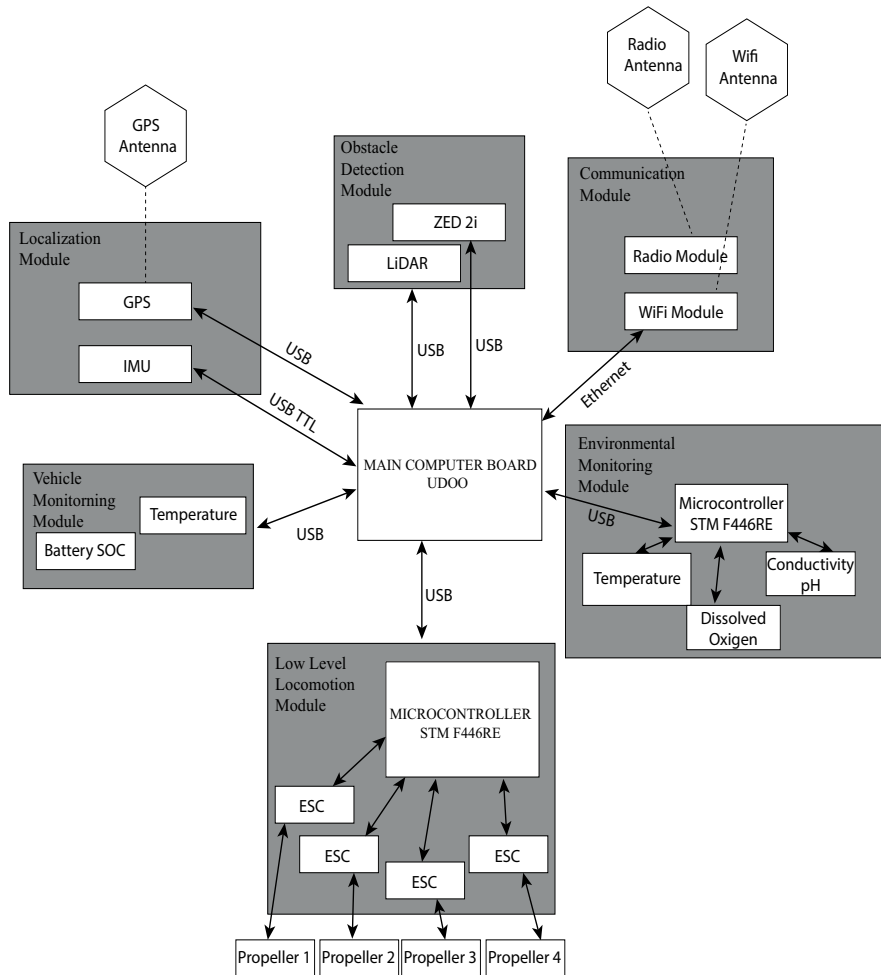 Radio
Antenna
Wifi
Antenna
GPS
Antenna
Obstacle
Detection
Module
ZED 2i
LiDAR
Communication
Module
Radio Module
WiFi Module
Localization
Module
GPS
IMU
USB
USB TTL
USB
USB
Ethernet
MAIN COMPUTER BOARD
UDOO
Vehicle
Monitorning
Module
Temperature
Battery SOC
USB
Environmental
Monitoring
Module
USB
Microcontroller
STM F446RE
Temperature
Conductivity
pH
Dissolved
Oxigen
USB
Low Level
Locomotion
Module
MICROCONTROLLER
STM F446RE
ESC
ESC
ESC
ESC
Propeller 1
Propeller 2
Propeller 3
Propeller 4